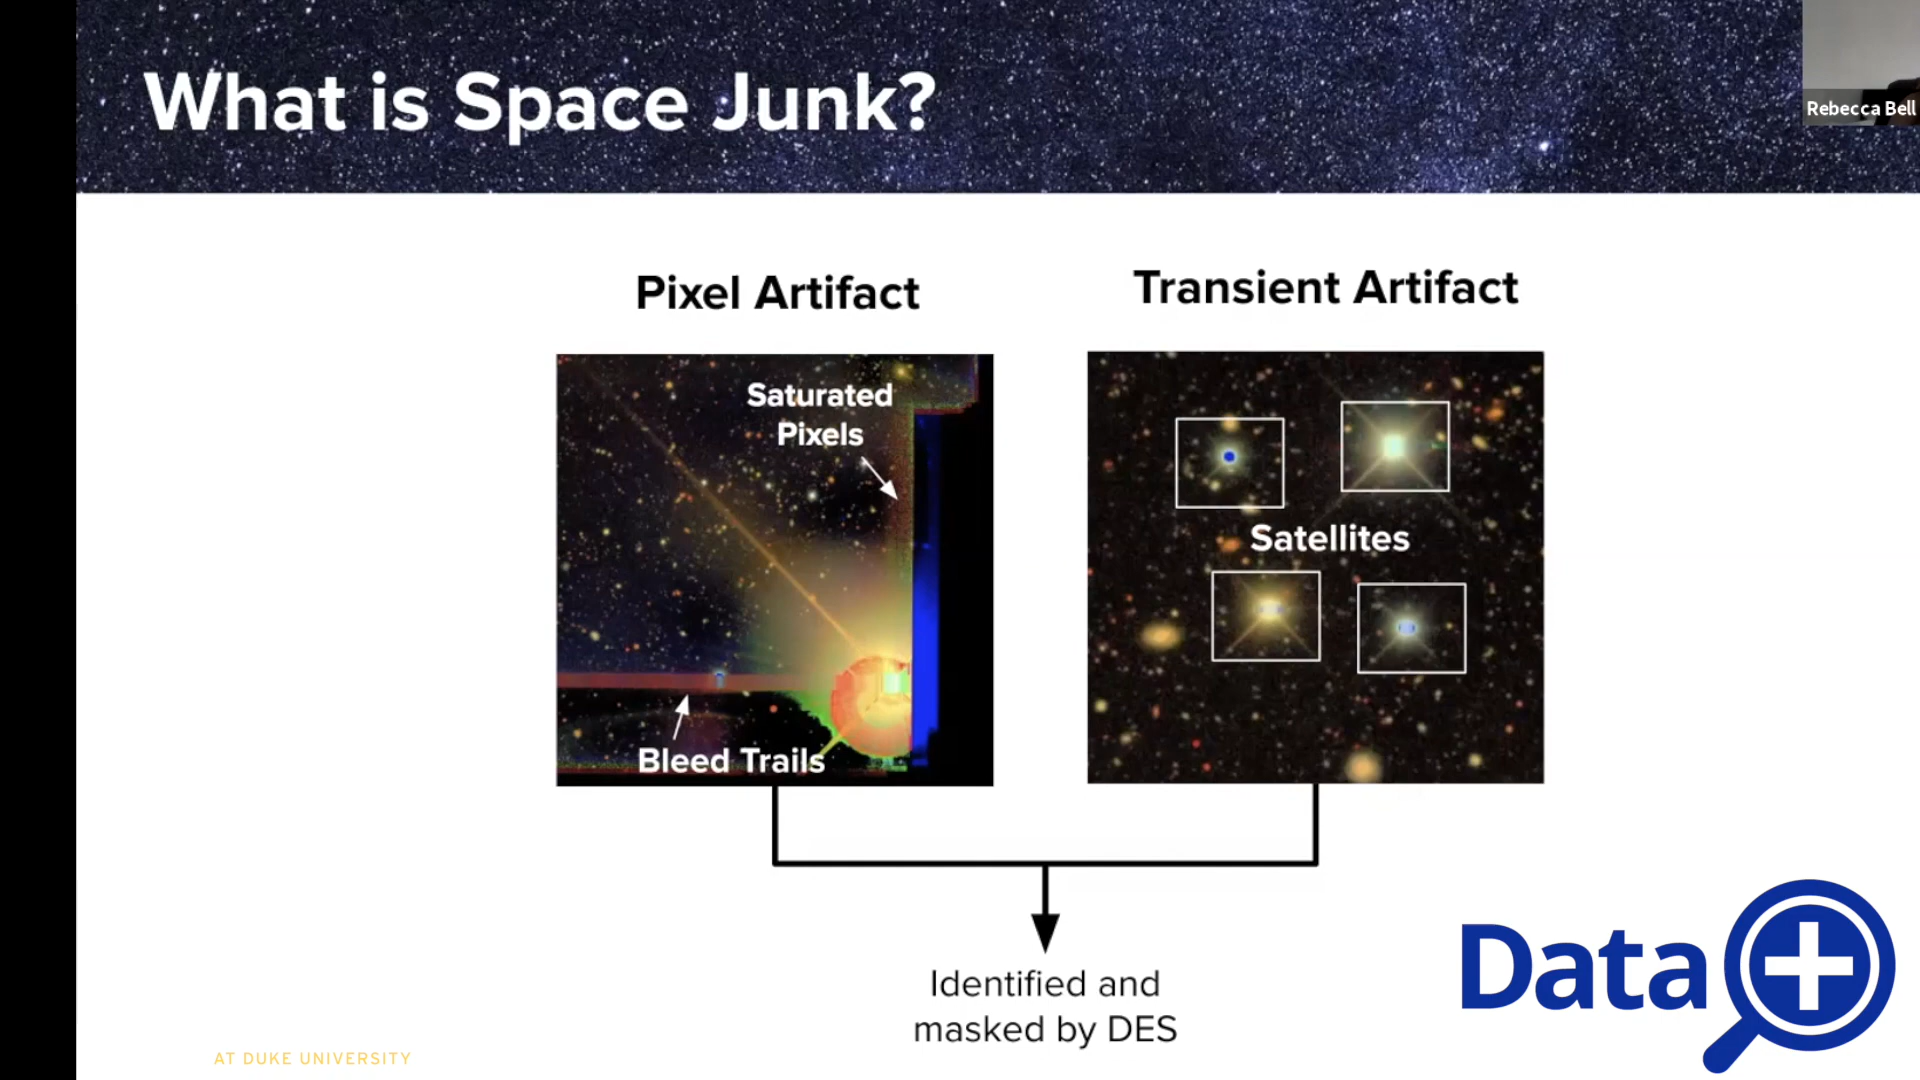 What is Space Junk?
Rebecca Bell
Pixel Artifact
Transient Artifact
Saturated
Pixels
Bleed Trails
Satellites
Identified and
masked by DES
Data
AT DUKE UNIVERSITY